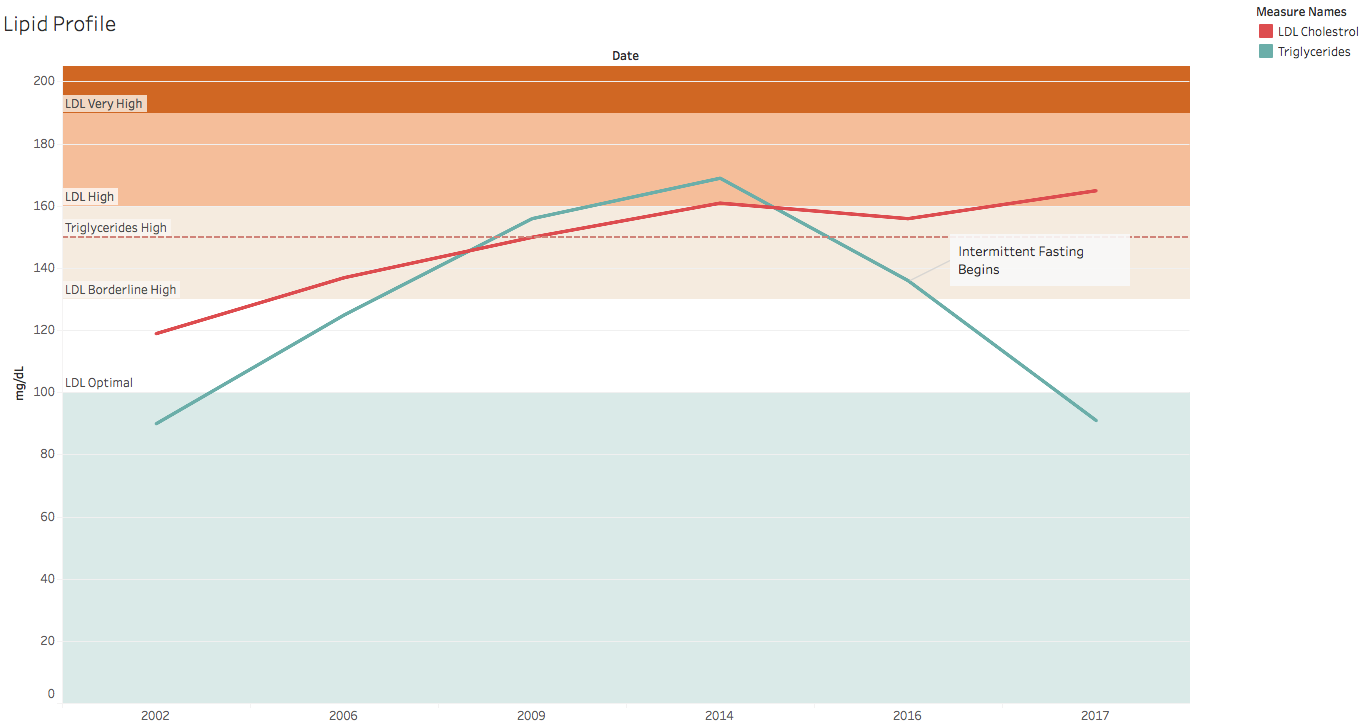 Lipid Profile
Measure Names
LDL Cholestrol
Triglycerides
Date
200
LDL Very High
180
LDL High
160
Triglycerides High
Intermittent Fasting
Begins
140
LDL Borderline High
120
LDL Optimal
100
mg/dL
80
60
40
20
0
2002
2006
2009
2014
2016
2017